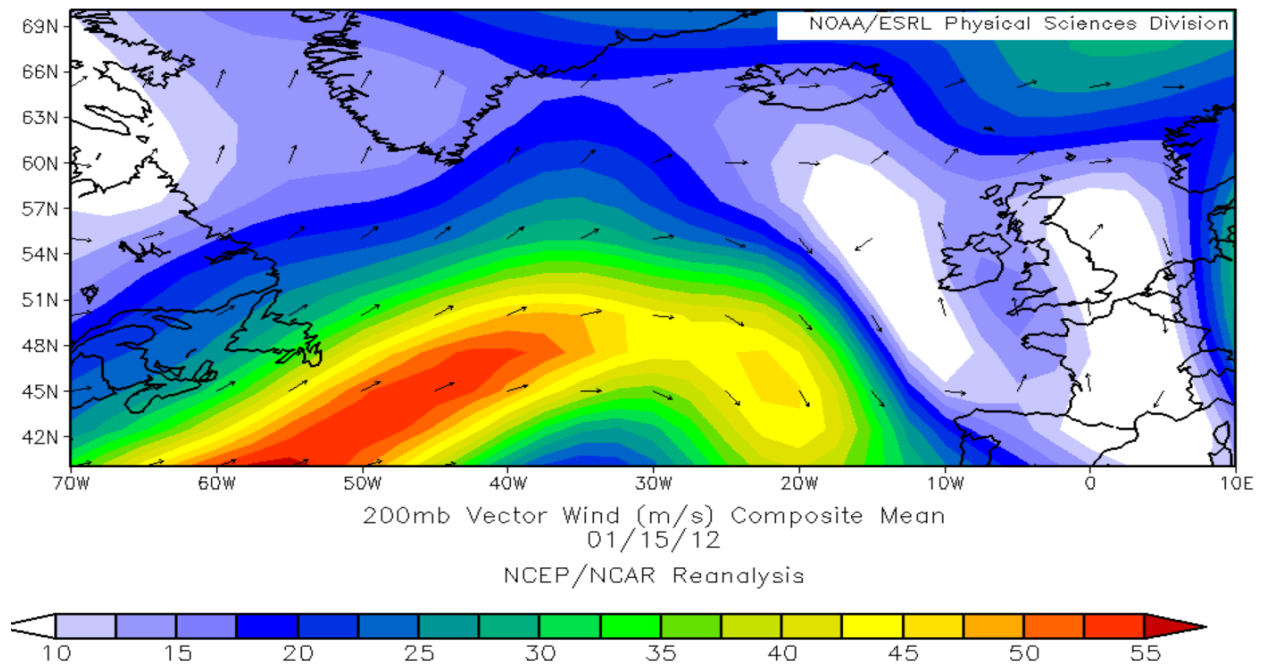 NOAA/ESRL Physical Sciences Division
69N
66N
63N
60N
57N
54N
51N
48N
45N
42N
70W 60W 50W 40W 30W 20W 10W 0 10E
200mb Vector Wind (m/s) Composite Mean
01/15/12
NCEP/NCAR Reanalysis
10 15 20 25 30 35 40 45 50 55